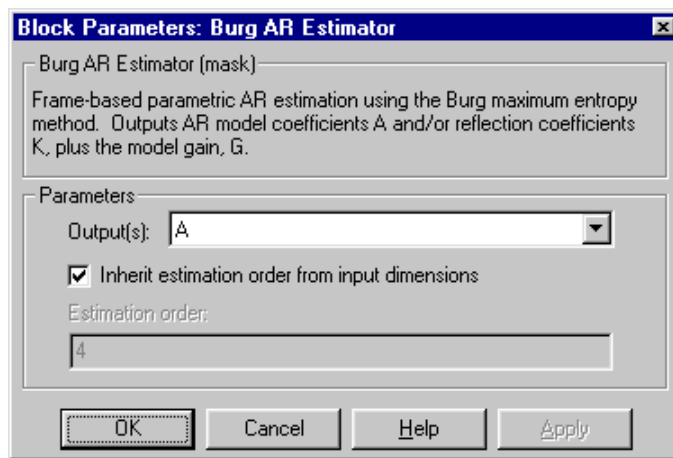 Block Parameters: Burg AR Estimator
Burg AR Estimator (mask)
Frame-based parametric AR estimation using the Burg maximum entropy
method.  Outputs AR model coefficients A and/or reflection coefficients
K, plus the model gain, G.
Parameters
Output(s): A
Inherit estimation order from input dimensions
Estimation order:
4
OK Cancel Help Apply